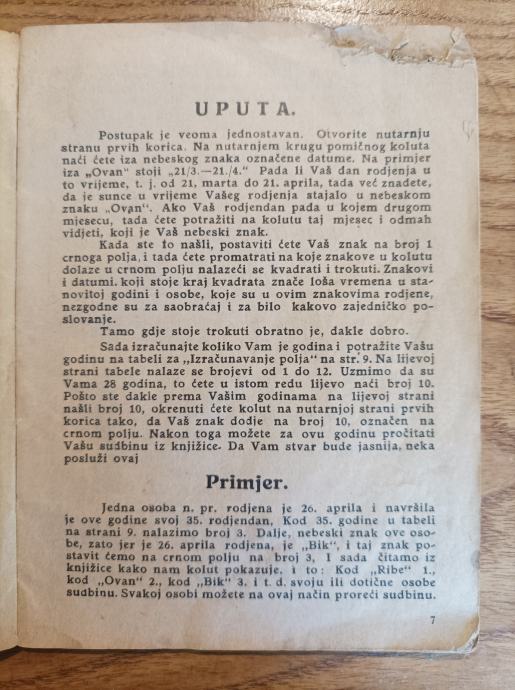 UPUTA.
Postupak je veoma jednostavan. Otvorite nutarnju
stranu prvih korica. Na nutarnjem krugu pomičnog koluta
naći ćete iza nebeskog znaka označene datume. Na primjer
iza „Ovan" stoji „21/3.—21./4." Pada li Vaš dan rodjenja u
to vrijeme, t. j. od 21, marta do 21. aprila, tada već znadete,
da je sunce u vrijeme Vašeg rodjenja stajalo u nebeskom
znaku „Ovan". Ako Vaš rodjendan pada u kojem drugom
mjesecu, tada ćete potražiti na kolutu taj mjesec i odmah
vidjeti, koji je Vaš nebeski znak.
Kada ste to našli, postaviti ćete Vaš znak na broj 1
crnoga polja, i tada ćete promatrati na koje znakove u kolutu
dolaze u crnom polju nalazeći se kvadrati i trokuti. Znakovi
i datumi. koji stoje kraj kvadrata znače loša vremena u sta-
novitoj godini i osobe, koje su u ovim znakovima rodjene,
nezgodne su za saobraćaj i za bilo kakovo zajedničko po-
slovanje.
Tamo gdje stoje trokuti obratno je, dakle dobro.
Sada izračunajte koliko Vam je godina i potražite Vašu
godinu na tabeli za „Izračunavanje polja" na str. 9. Na lijevoj
strani tabele nalaze se brojevi od 1 do 12. Uzmimo da su
Vama 28 godina, to ćete u istom redu lijevo naći broj 10.
Pošto ste dakle prema Vašim godinama na lijevoj strani
našli broj 10, okrenuti ćete kolut na nutarnjoj strani prvih
korica tako, da Vaš znak dodje na broj 10, označen na
crnom polju. Nakon toga možete za ovu godinu pročitati
Vašu sudbinu iz knjižice. Da Vam stvar bude jasnija, neka
posluži ovaj
Primjer.
Jedna osoba n. pr. rodjena je 26. aprila i navršila
je ove godine svoj 35. rodjendan, Kod 35. godine u tabeli
na strani 9. nalazimo broj 3. Dalje, nebeski znak ove oso-
be, zato jer je 26. aprila rodjena, je „Bik", i taj znak po-
stavit ćemo na crnom polju na broj 3, I sada čitamo iz
knjižice kako nam kolut pokazuje, i to: Kod „Ribe" 1.,
kod „Ovan" 2., kod „Bik" 3. i t. d. svoju ili dotične osobe
sudbinu. Svakoj osobi možete na ovaj način proreći sudbinu.
7